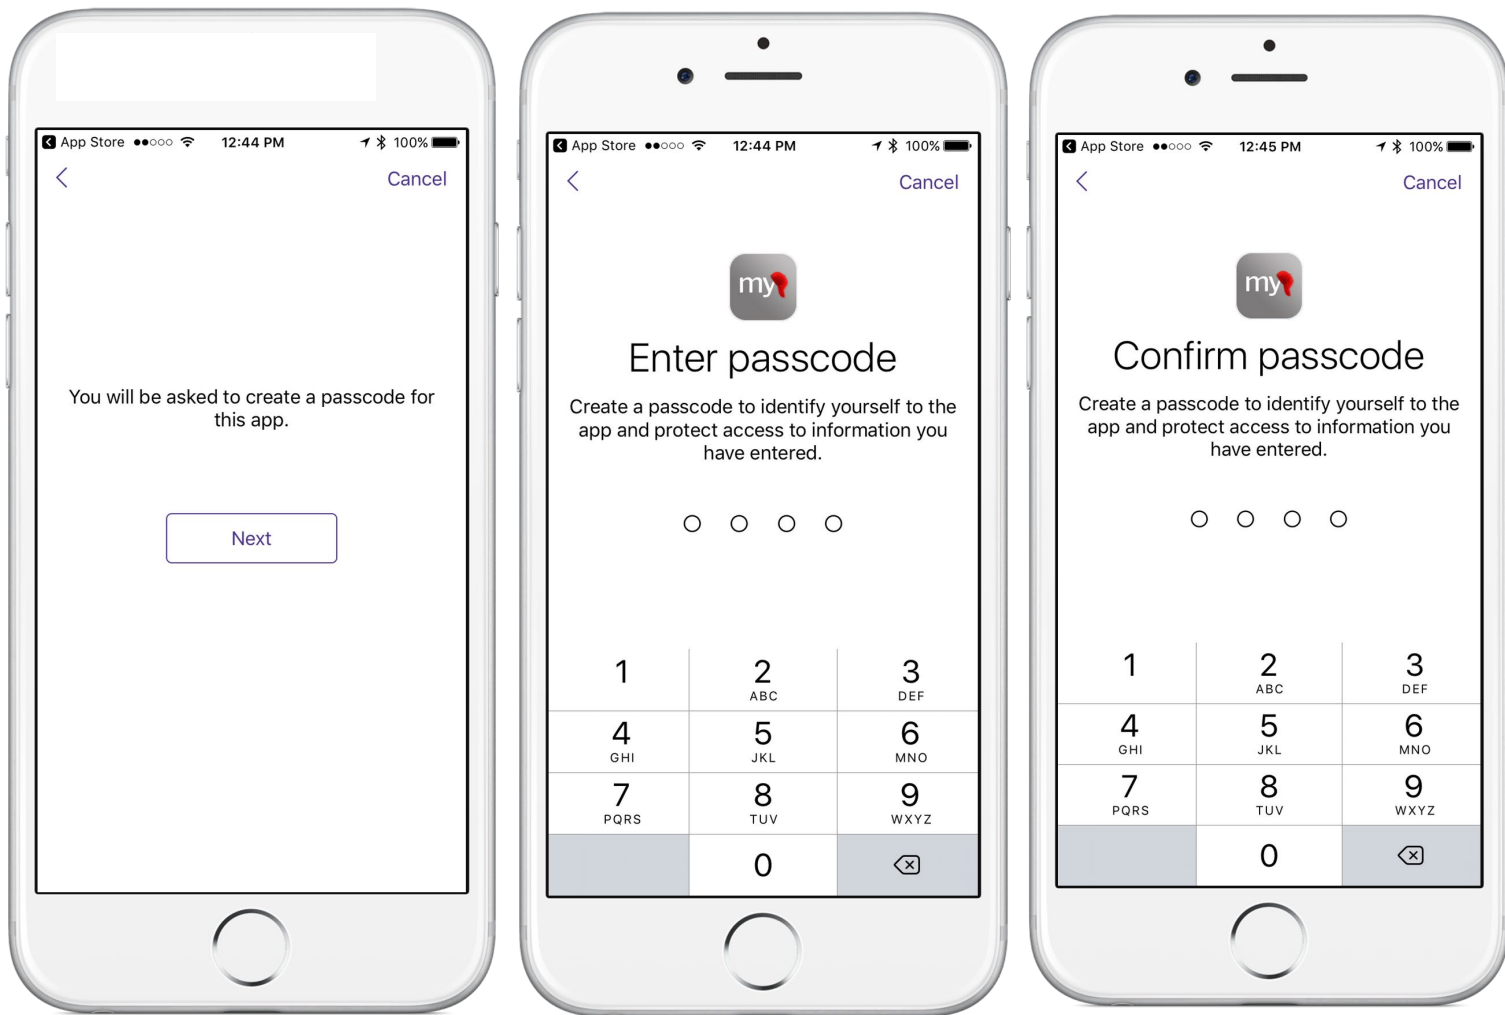 App Store 12:44 PM 100%
Cancel
You will be asked to create a passcode for
this app.
Next
App Store 12:44 PM 100%
Cancel
my
Enter passcode
Create a passcode to identify yourself to the
app and protect access to information you
have entered.
1 2 3
ABC DEF
4 5 6
GHI JKL MNO
7 8 9
PQRS TUV WXYZ
0
App Store 12:45 PM 100%
Cancel
my
Confirm passcode
Create a passcode to identify yourself to the
app and protect access to information you
have entered.
1 2 3
ABC DEF
4 5 6
GHI JKL MNO
7 8 9
PQRS TUV WXYZ
0